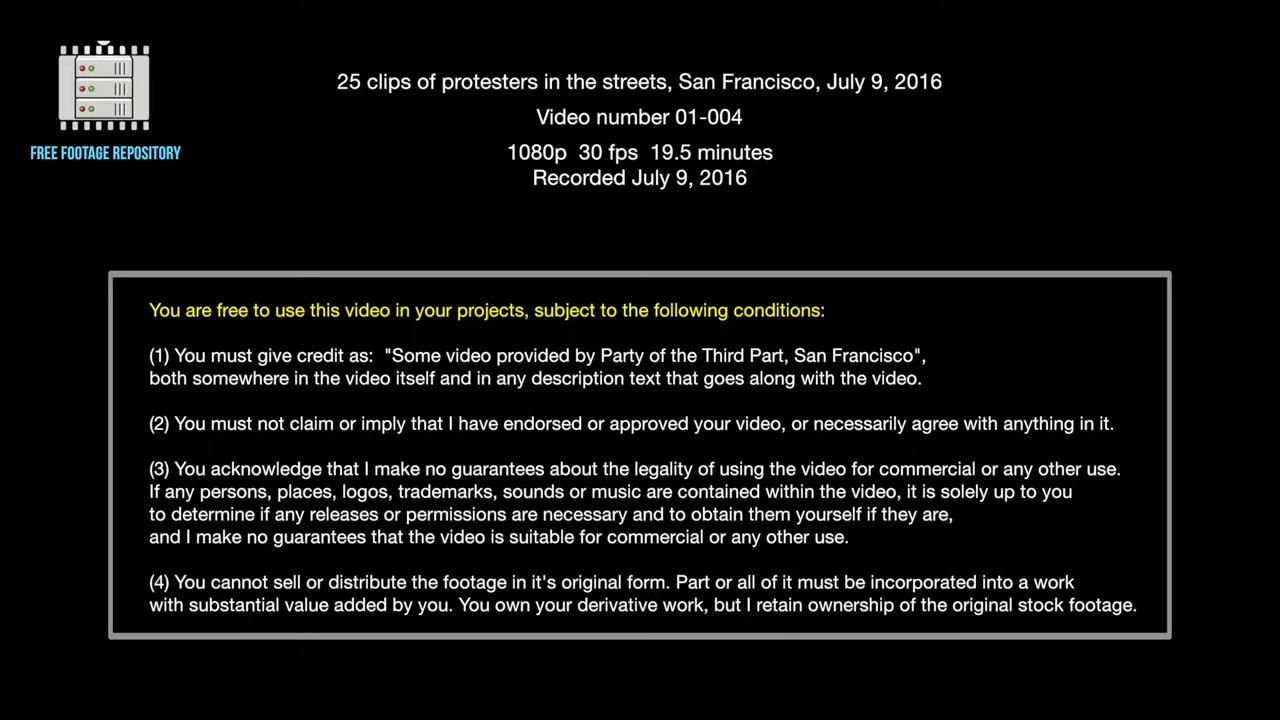 FREE FOOTAGE REPOSITORY
25 clips of protesters in the streets, San Francisco, July 9, 2016
Video number 01-004
1080p 30 fps 19.5 minutes
Recorded July 9, 2016
You are free to use this video in your projects, subject to the following conditions:
(1) You must give credit as: "Some video provided by Party of the Third Part, San Francisco",
both somewhere in the video itself and in any description text that goes along with the video.
(2) You must not claim or imply that I have endorsed or approved your video, or necessarily agree with anything in it.
(3) You acknowledge that I make no guarantees about the legality of using the video for commercial or any other use.
If any persons, places, logos, trademarks, sounds or music are contained within the video, it is solely up to you
to determine if any releases or permissions are necessary and to obtain them yourself if they are,
and I make no guarantees that the video is suitable for commercial or any other use.
(4) You cannot sell or distribute the footage in it's original form. Part or all of it must be incorporated into a work
with substantial value added by you. You own your derivative work, but I retain ownership of the original stock footage.